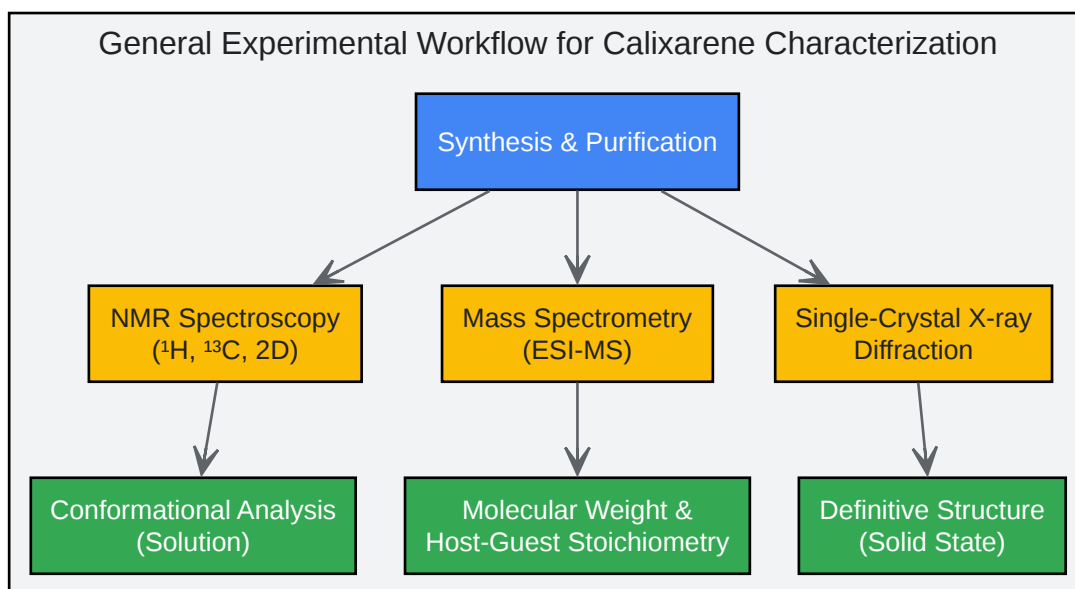 General Experimental Workflow for Calixarene Characterization
Synthesis & Purification
NMR Spectroscopy
(¹H, ¹³C, 2D)
Mass Spectrometry
(ESI-MS)
Single-Crystal X-ray
Diffraction
Conformational Analysis
(Solution)
Molecular Weight &
Host-Guest Stoichiometry
Definitive Structure
(Solid State)